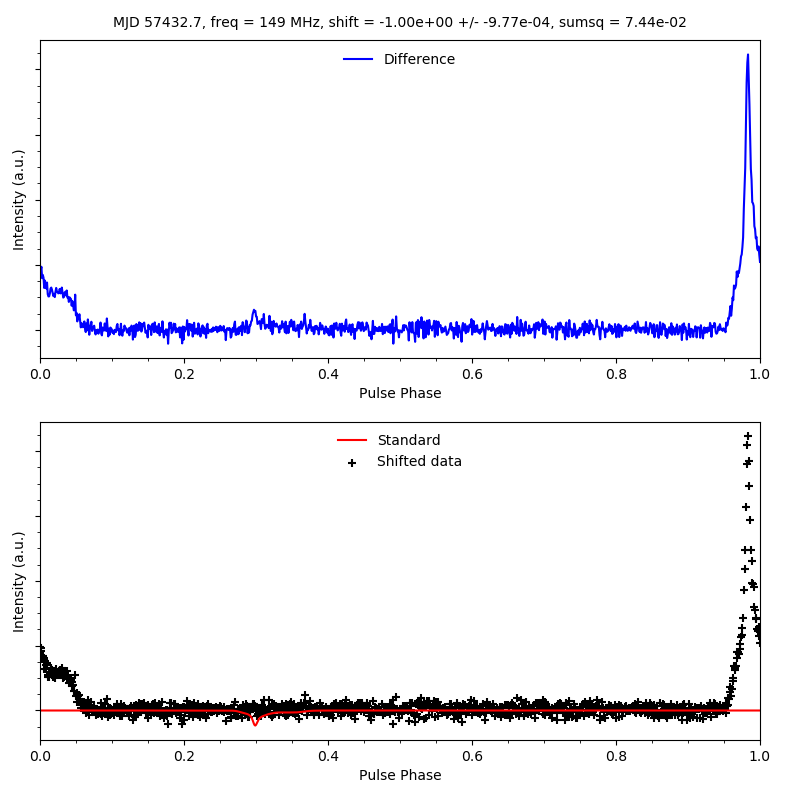 MJD 57432.7, freq = 149 MHz, shift = -1.00e+00 +/- -9.77e-04, sumsq = 7.44e-02
Difference
Intensity (a.u.)
0.0 0.2 0.4 0.6 0.8 1.0
Pulse Phase
Standard
Shifted data
Intensity (a.u.)
0.0 0.2 0.4 0.6 0.8 1.0
Pulse Phase